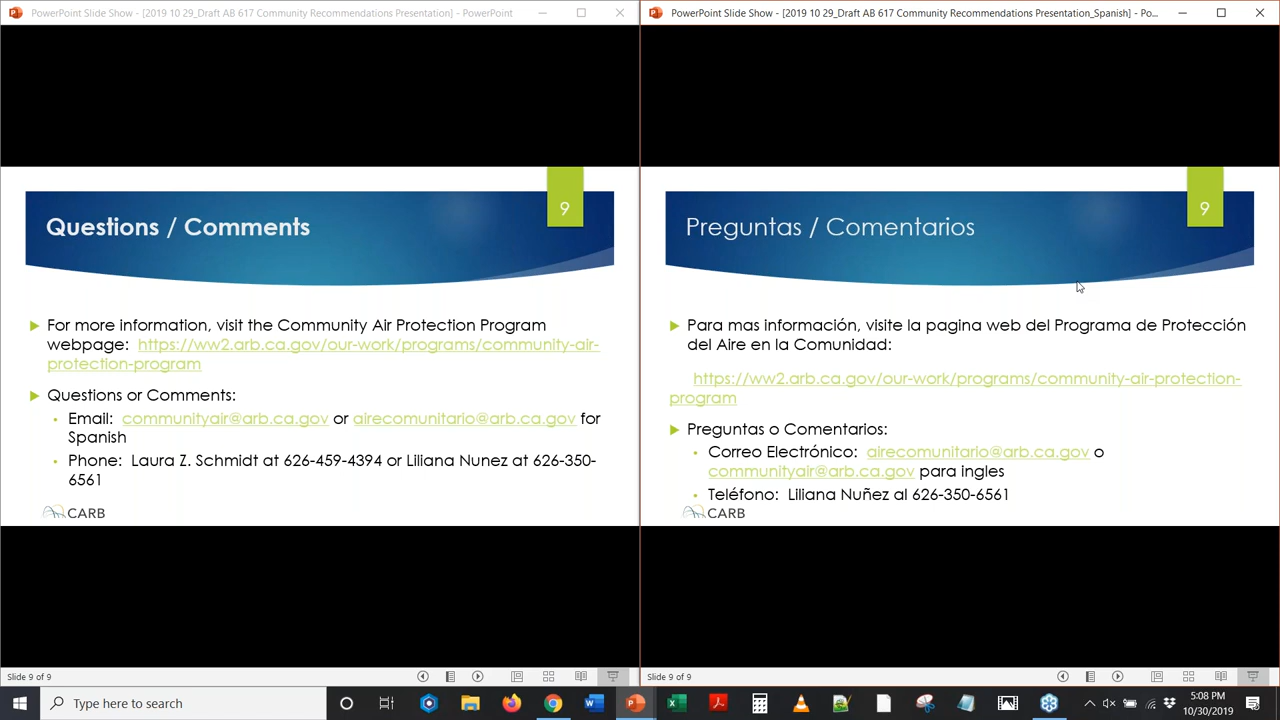 PowerPoint Slide Show - [2019 10 29_Draft AB 617 Community Recommendations Presentation] - PowerPoint
9
Questions / Comments
For more information, visit the Community Air Protection Program
webpage: https://ww2.arb.ca.gov/our-work/programs/community-air-
protection-program
Questions or Comments:
Email: communityair@arb.ca.gov or airecomunitario@arb.ca.gov for
Spanish
Phone: Laura Z. Schmidt at 626-459-4394 or Liliana Nunez at 626-350-
6561
CARB
Slide 9 of 9
PowerPoint Slide Show - [2019 10 29_Draft AB 617 Community Recommendations Presentation_Spanish] - Po...
9
Preguntas / Comentarios
Para mas información, visite la pagina web del Programa de Protección
del Aire en la Comunidad:
https://ww2.arb.ca.gov/our-work/programs/community-air-protection-
program
Preguntas o Comentarios:
Correo Electrónico: airecomunitario@arb.ca.gov o
communityair@arb.ca.gov para ingles
Teléfono: Liliana Nuñez al 626-350-6561
CARB
Slide 9 of 9
Type here to search
5:08 PM
10/30/2019